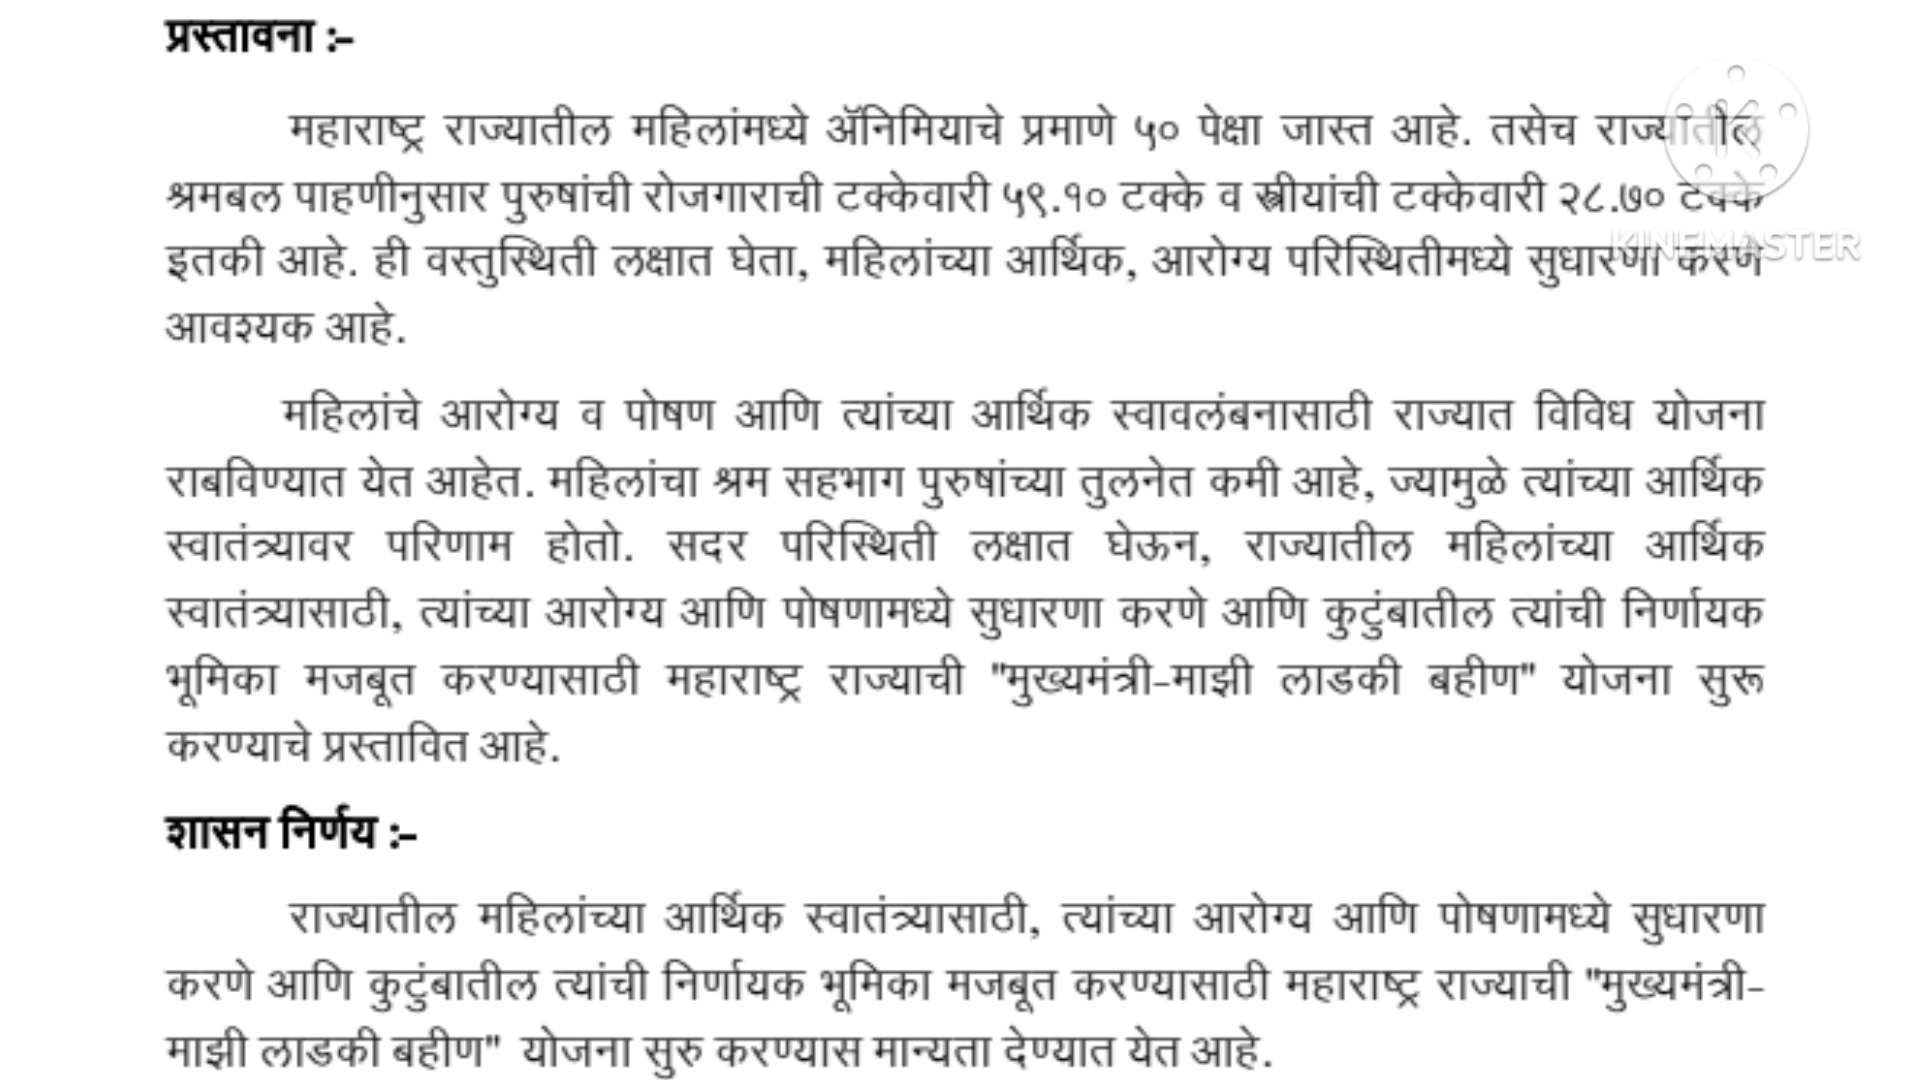 प्रस्तावना :-
महाराष्ट्र राज्यातील महिलांमध्ये ॲनिमियाचे प्रमाणे ५० पेक्षा जास्त आहे. तसेच राज्यातील
श्रमबल पाहणीनुसार पुरुषांची रोजगाराची टक्केवारी ५९.१० टक्के व स्त्रीयांची टक्केवारी २८.७० टक्के
इतकी आहे. ही वस्तुस्थिती लक्षात घेता, महिलांच्या आर्थिक, आरोग्य परिस्थितीमध्ये सुधारणा करणे
KINEMASTER
आवश्यक आहे.
महिलांचे आरोग्य व पोषण आणि त्यांच्या आर्थिक स्वावलंबनासाठी राज्यात विविध योजना
राबविण्यात येत आहेत. महिलांचा श्रम सहभाग पुरुषांच्या तुलनेत कमी आहे, ज्यामुळे त्यांच्या आर्थिक
स्वातंत्र्यावर परिणाम होतो. सदर परिस्थिती लक्षात घेऊन, राज्यातील महिलांच्या आर्थिक
स्वातंत्र्यासाठी, त्यांच्या आरोग्य आणि पोषणामध्ये सुधारणा करणे आणि कुटुंबातील त्यांची निर्णायक
भूमिका मजबूत करण्यासाठी महाराष्ट्र राज्याची "मुख्यमंत्री-माझी लाडकी बहीण" योजना सुरू
करण्याचे प्रस्तावित आहे.
शासन निर्णय :-
राज्यातील महिलांच्या आर्थिक स्वातंत्र्यासाठी, त्यांच्या आरोग्य आणि पोषणामध्ये सुधारणा
करणे आणि कुटुंबातील त्यांची निर्णायक भूमिका मजबूत करण्यासाठी महाराष्ट्र राज्याची "मुख्यमंत्री-
माझी लाडकी बहीण" योजना सुरु करण्यास मान्यता देण्यात येत आहे.